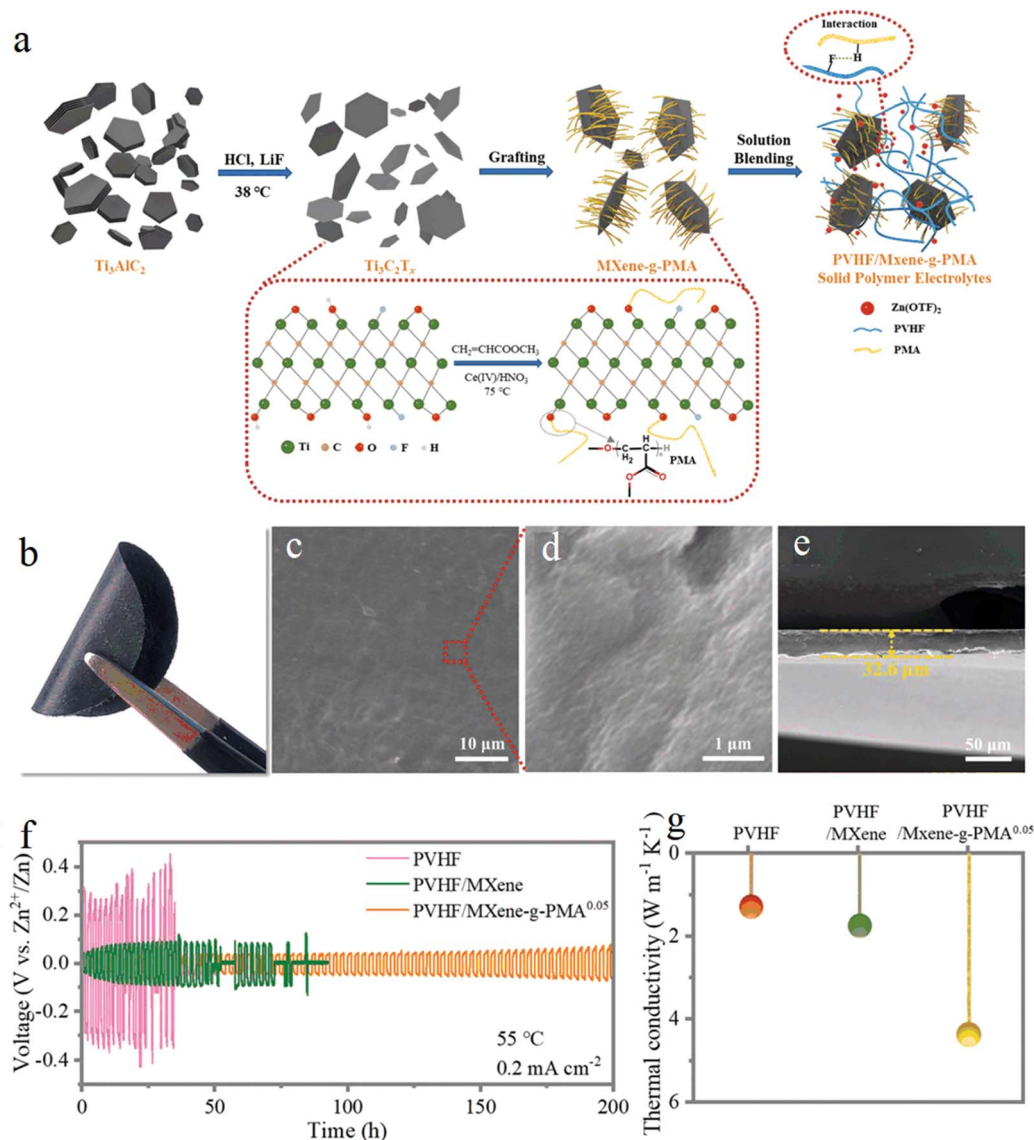 a
Interaction
F
H
HCl, LiF
38 °C
Grafting
Solution
Blending
Ti₃AlC₂
Ti₃C₂Tₓ
MXene-g-PMA
PVHF/Mxene-g-PMA
Solid Polymer Electrolytes
Zn(OTF)₂
PVHF
PMA
CH₂=CHCOOCH₃
Ce(IV)/HNO₃
75 °C
Ti C O F H
O
C
H₂
H
C
n
H
PMA
O
O
b
c
10 μm
d
1 μm
e
32.6 μm
50 μm
f
Voltage (V vs. Zn²⁺/Zn)
0.4
0.2
0.0
-0.2
-0.4
PVHF
PVHF/MXene
PVHF/MXene-g-PMA⁰·⁰⁵
55 °C
0.2 mA cm⁻²
0 50 100 150 200
Time (h)
g
PVHF
PVHF
/MXene
PVHF
/Mxene-g-PMA⁰·⁰⁵
Thermal conductivity (W m⁻¹ K⁻¹)
0
2
4
6